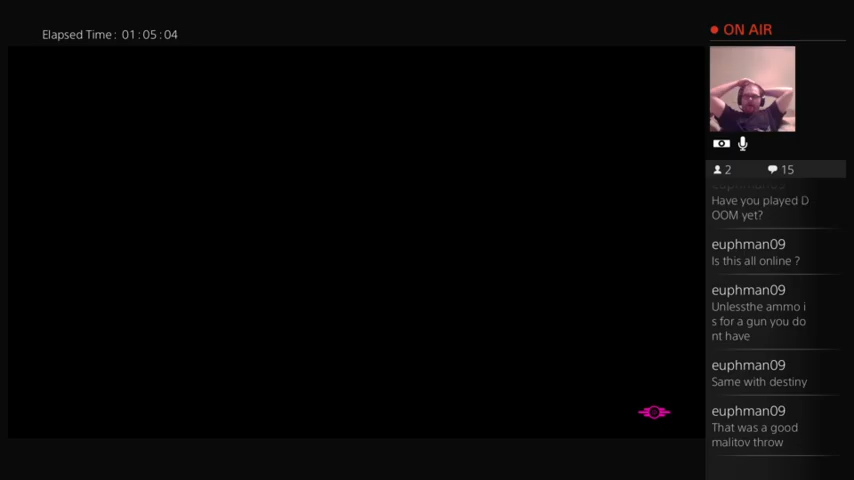 Elapsed Time: 01:05:04
ON AIR
2
15
Have you played D
OOM yet?
euphman09
Is this all online ?
euphman09
Unlessthe ammo i
s for a gun you do
nt have
euphman09
Same with destiny
euphman09
That was a good
malitov throw